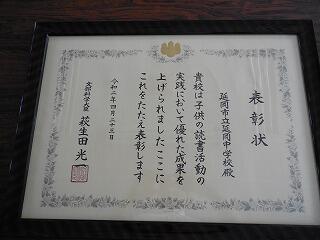 表彰状
延岡市立延岡中学校殿
貴校は子供の読書活動の
実践において優れた成果を
上げられましたここに
これをたたえ表彰します
令和二年四月二十三日
文部科学大臣 萩生田光一